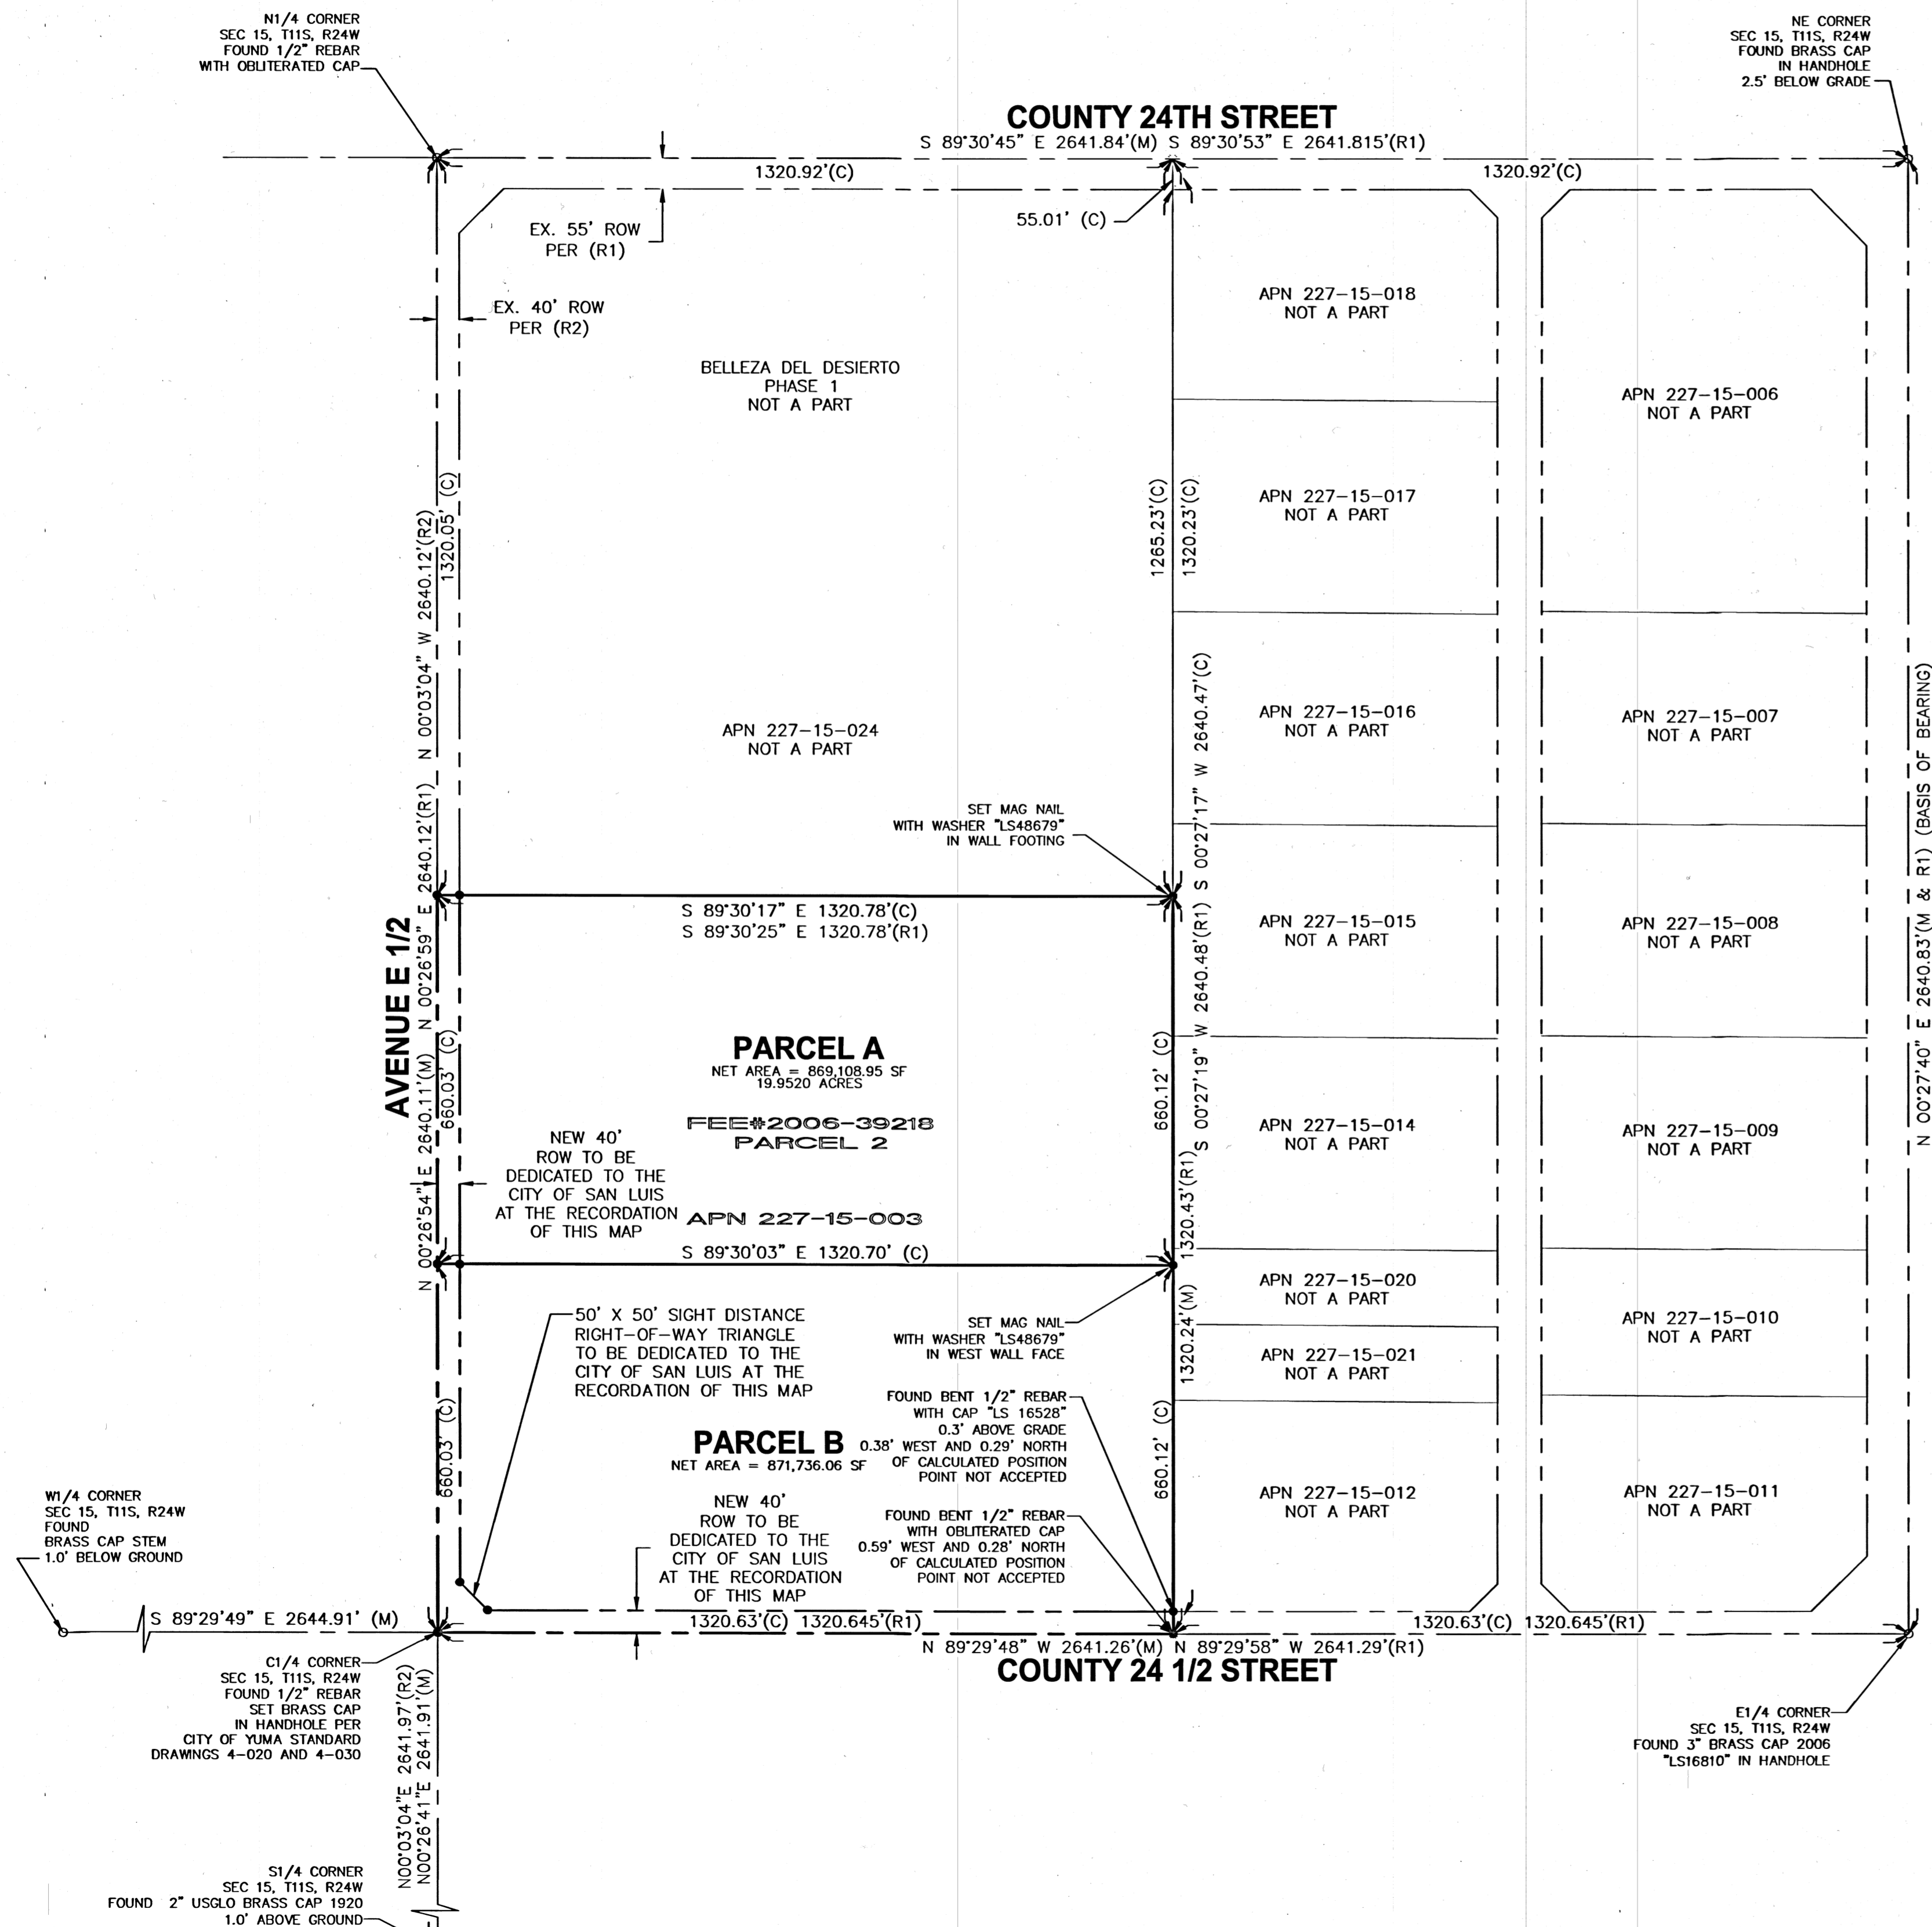 N1/4 CORNER
SEC 15, T11S, R24W
FOUND 1/2" REBAR
WITH OBLITERATED CAP
NE CORNER
SEC 15, T11S, R24W
FOUND BRASS CAP
IN HANDHOLE
2.5' BELOW GRADE
COUNTY 24TH STREET
S 89°30'45" E 2641.84'(M) S 89°30'53" E 2641.815'(R1)
1320.92'(C)
1320.92'(C)
55.01' (C)
EX. 55' ROW
PER (R1)
EX. 40' ROW
PER (R2)
BELLEZA DEL DESIERTO
PHASE 1
NOT A PART
APN 227-15-018
NOT A PART
APN 227-15-006
NOT A PART
APN 227-15-017
NOT A PART
1265.23'(C)
1320.23'(C)
1320.05' (C)
N 00°26'54" E 2640.11'(M) N 00°26'59" E 2640.12'(R1) N 00°03'04" W 2640.12'(R2)
APN 227-15-024
NOT A PART
APN 227-15-016
NOT A PART
APN 227-15-007
NOT A PART
S 00°27'19" W 2640.48'(R1) S 00°27'17" W 2640.47'(C)
N 00°27'40" E 2640.83'(M & R1) (BASIS OF BEARING)
SET MAG NAIL
WITH WASHER "LS48679"
IN WALL FOOTING
S 89°30'17" E 1320.78'(C)
S 89°30'25" E 1320.78'(R1)
APN 227-15-015
NOT A PART
APN 227-15-008
NOT A PART
AVENUE E 1/2
660.03' (C)
PARCEL A
NET AREA = 869,108.95 SF
19.9520 ACRES
FEE#2006-39218
PARCEL 2
660.12' (C)
APN 227-15-014
NOT A PART
APN 227-15-009
NOT A PART
NEW 40'
ROW TO BE
DEDICATED TO THE
CITY OF SAN LUIS
AT THE RECORDATION
OF THIS MAP
APN 227-15-003
S 89°30'03" E 1320.70' (C)
1320.24'(M) 1320.43'(R1)
APN 227-15-020
NOT A PART
APN 227-15-010
NOT A PART
50' X 50' SIGHT DISTANCE
RIGHT-OF-WAY TRIANGLE
TO BE DEDICATED TO THE
CITY OF SAN LUIS AT THE
RECORDATION OF THIS MAP
SET MAG NAIL
WITH WASHER "LS48679"
IN WEST WALL FACE
APN 227-15-021
NOT A PART
FOUND BENT 1/2" REBAR
WITH CAP "LS 16528"
0.3' ABOVE GRADE
0.38' WEST AND 0.29' NORTH
OF CALCULATED POSITION
POINT NOT ACCEPTED
660.03' (C)
PARCEL B
NET AREA = 871,736.06 SF
660.12' (C)
APN 227-15-012
NOT A PART
APN 227-15-011
NOT A PART
NEW 40'
ROW TO BE
DEDICATED TO THE
CITY OF SAN LUIS
AT THE RECORDATION
OF THIS MAP
FOUND BENT 1/2" REBAR
WITH OBLITERATED CAP
0.59' WEST AND 0.28' NORTH
OF CALCULATED POSITION
POINT NOT ACCEPTED
W1/4 CORNER
SEC 15, T11S, R24W
FOUND
BRASS CAP STEM
1.0' BELOW GROUND
S 89°29'49" E 2644.91' (M)
1320.63'(C) 1320.645'(R1)
1320.63'(C) 1320.645'(R1)
N 89°29'48" W 2641.26'(M) N 89°29'58" W 2641.29'(R1)
COUNTY 24 1/2 STREET
C1/4 CORNER
SEC 15, T11S, R24W
FOUND 1/2" REBAR
SET BRASS CAP
IN HANDHOLE PER
CITY OF YUMA STANDARD
DRAWINGS 4-020 AND 4-030
N00°03'04"E 2641.97'(R2)
N00°26'41"E 2641.91'(M)
E1/4 CORNER
SEC 15, T11S, R24W
FOUND 3" BRASS CAP 2006
"LS16810" IN HANDHOLE
S1/4 CORNER
SEC 15, T11S, R24W
FOUND 2" USGLO BRASS CAP 1920
1.0' ABOVE GROUND